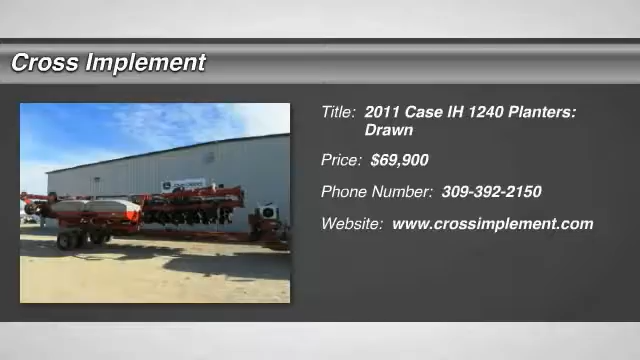 Cross Implement
Title: 2011 Case IH 1240 Planters:
Drawn
Price: $69,900
Phone Number: 309-392-2150
Website: www.crossimplement.com